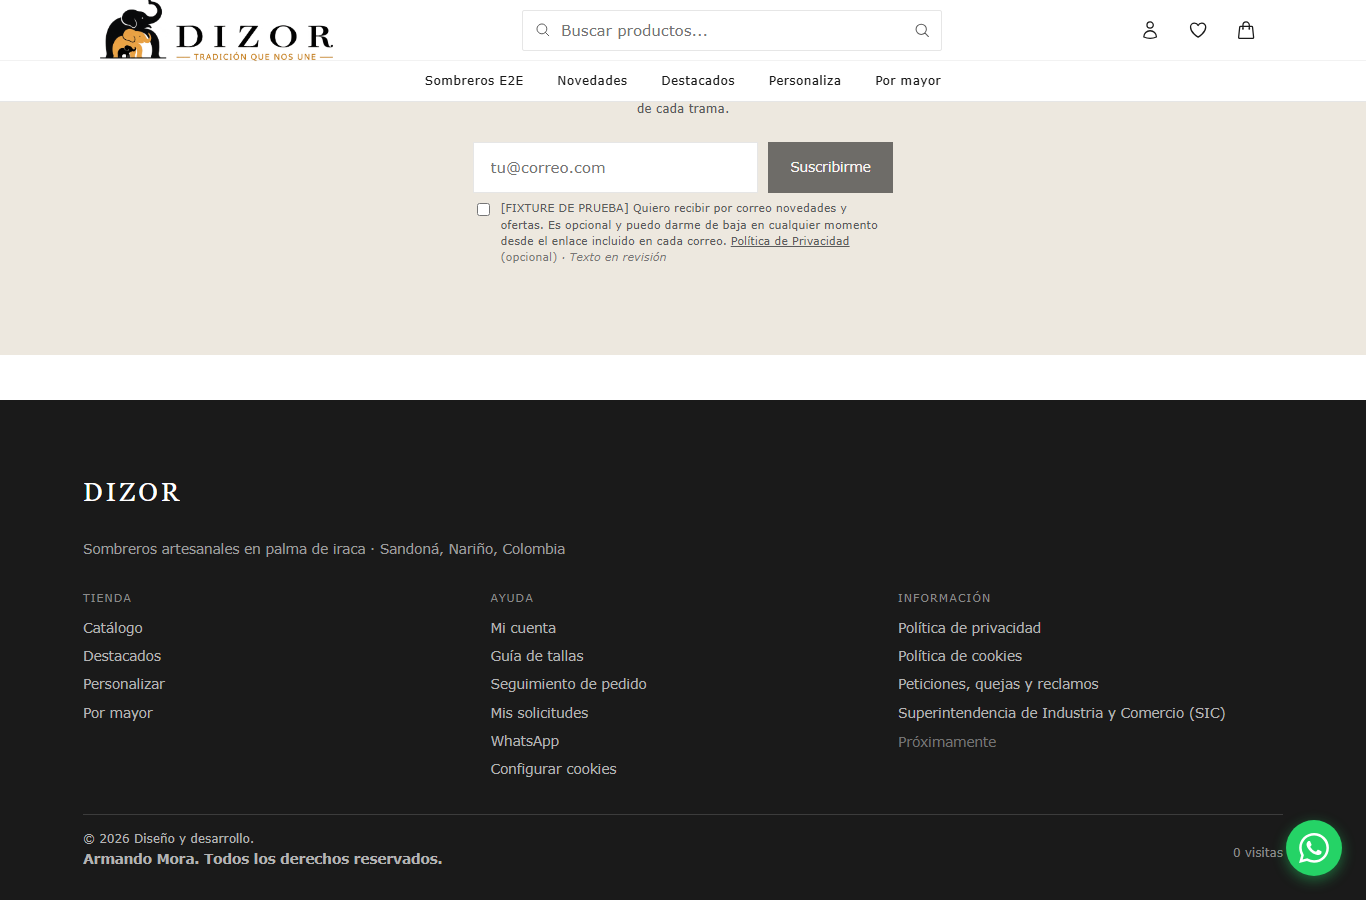 DIZOR
TRADICIÓN QUE NOS UNE
Buscar productos...
Sombreros E2E
Novedades
Destacados
Personaliza
Por mayor
de cada trama.
tu@correo.com
Suscribirme
[FIXTURE DE PRUEBA] Quiero recibir por correo novedades y
ofertas. Es opcional y puedo darme de baja en cualquier momento
desde el enlace incluido en cada correo. Política de Privacidad
(opcional) · Texto en revisión
DIZOR
Sombreros artesanales en palma de iraca · Sandoná, Nariño, Colombia
TIENDA
Catálogo
Destacados
Personalizar
Por mayor
AYUDA
Mi cuenta
Guía de tallas
Seguimiento de pedido
Mis solicitudes
WhatsApp
Configurar cookies
INFORMACIÓN
Política de privacidad
Política de cookies
Peticiones, quejas y reclamos
Superintendencia de Industria y Comercio (SIC)
Próximamente
© 2026 Diseño y desarrollo.
Armando Mora. Todos los derechos reservados.
0 visitas